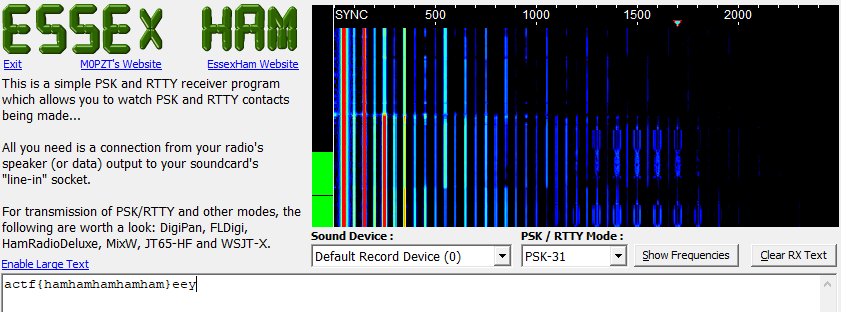 ESSEX HAM
Exit M0PZT's Website EssexHam Website
This is a simple PSK and RTTY receiver program
which allows you to watch PSK and RTTY contacts
being made...
All you need is a connection from your radio's
speaker (or data) output to your soundcard's
"line-in" socket.
For transmission of PSK/RTTY and other modes, the
following are worth a look: DigiPan, FLDigi,
HamRadioDeluxe, MixW, JT65-HF and WSJT-X.
Enable Large Text
SYNC 500 1000 1500 2000
Sound Device : PSK / RTTY Mode :
Default Record Device (0) PSK-31 Show Frequencies Clear RX Text
actf{hamhamhamhamham}eey